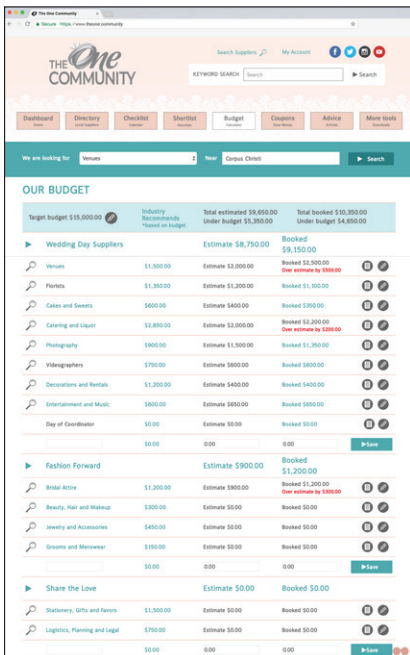 The One Community
Secure https://www.theone.community
THE One COMMUNITY
Search Suppliers My Account
KEYWORD SEARCH Search Search
Dashboard Directory Checklist Shortlist Budget Coupons Advice More tools
Home Local Suppliers Calendar Favorites Calculator Save Money Articles Downloads
We are looking for Venues Near Corpus Christi Search
OUR BUDGET
Target budget $15,000.00
Industry Recommends *based on budget
Total estimated $9,650.00
Under budget $5,350.00
Total booked $10,350.00
Under budget $4,650.00
Wedding Day Suppliers Estimate $8,750.00 Booked $9,150.00
Venues $1,500.00 Estimate $2,000.00 Booked $2,500.00
Over estimate by $500.00
Florists $1,350.00 Estimate $1,200.00 Booked $1,100.00
Cakes and Sweets $600.00 Estimate $400.00 Booked $350.00
Catering and Liquor $2,850.00 Estimate $2,000.00 Booked $2,200.00
Over estimate by $200.00
Photography $900.00 Estimate $1,500.00 Booked $1,350.00
Videographers $750.00 Estimate $600.00 Booked $600.00
Decorations and Rentals $1,200.00 Estimate $400.00 Booked $400.00
Entertainment and Music $600.00 Estimate $650.00 Booked $650.00
Day of Coordinator $0.00 Estimate $0.00 Booked $0.00
$0.00 0.00 0.00 Save
Fashion Forward Estimate $900.00 Booked $1,200.00
Bridal Attire $1,200.00 Estimate $900.00 Booked $1,200.00
Over estimate by $300.00
Beauty, Hair and Makeup $300.00 Estimate $0.00 Booked $0.00
Jewelry and Accessories $450.00 Estimate $0.00 Booked $0.00
Grooms and Menswear $150.00 Estimate $0.00 Booked $0.00
$0.00 0.00 0.00 Save
Share the Love Estimate $0.00 Booked $0.00
Stationery, Gifts and Favors $1,500.00 Estimate $0.00 Booked $0.00
Logistics, Planning and Legal $750.00 Estimate $0.00 Booked $0.00
$0.00 0.00 0.00 Save